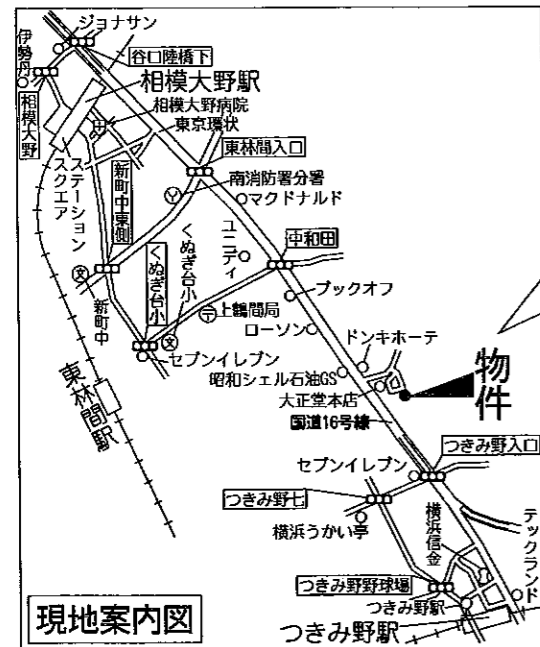 ジョナサン
伊勢丹
谷口陸橋下
相模大野駅
相模大野
相模大野病院
東京環状
東林間入口
ステーション
スクエア
新町中東側
南消防署分署
マクドナルド
ユニディ
中和田
くぬぎ台小
くぬぎ台小
文
新町中
ブックオフ
〒
上鶴間局
ローソン
文
セブンイレブン
ドンキホーテ
昭和シェル石油GS
大正堂本店
物件
国道16号線
東林間駅
つきみ野入口
セブンイレブン
つきみ野七
横浜うかい亭
横浜信金
テックランド
つきみ野野球場
つきみ野駅
つきみ野駅
現地案内図